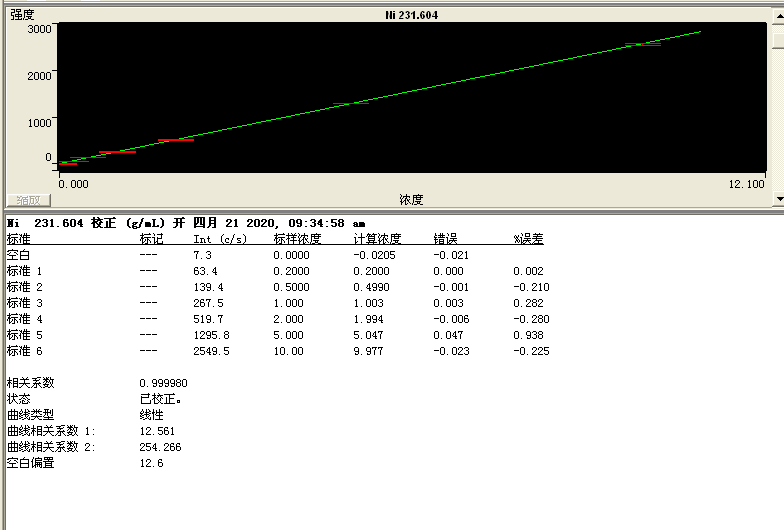 强度
Ni 231.604
3000
2000
1000
0
0.000
12.100
缩放
浓度
Ni 231.604 校正 (g/mL) 开 四月 21 2020, 09:34:58 am
标准 标记 Int (c/s) 标样浓度 计算浓度 错误 %误差
空白 --- 7.3 0.0000 -0.0205 -0.021
标准 1 --- 63.4 0.2000 0.2000 0.000 0.002
标准 2 --- 139.4 0.5000 0.4990 -0.001 -0.210
标准 3 --- 267.5 1.000 1.003 0.003 0.282
标准 4 --- 519.7 2.000 1.994 -0.006 -0.280
标准 5 --- 1295.8 5.000 5.047 0.047 0.938
标准 6 --- 2549.5 10.00 9.977 -0.023 -0.225
相关系数 0.999980
状态 已校正。
曲线类型 线性
曲线相关系数 1: 12.561
曲线相关系数 2: 254.266
空白偏置 12.6